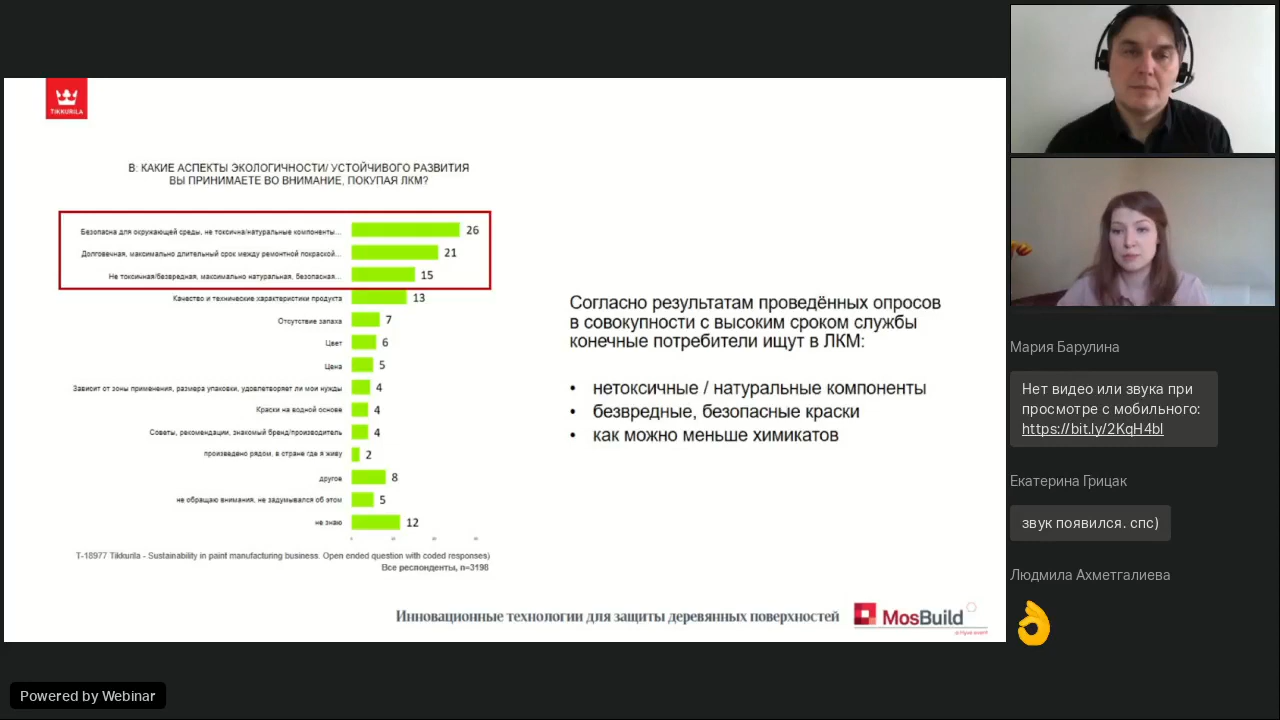 TIKKURILA
В: КАКИЕ АСПЕКТЫ ЭКОЛОГИЧНОСТИ/ УСТОЙЧИВОГО РАЗВИТИЯ
ВЫ ПРИНИМАЕТЕ ВО ВНИМАНИЕ, ПОКУПАЯ ЛКМ?
Безопасна для окружающей среды, не токсична/натуральные компоненты... 26
Долговечная, максимально длительный срок между ремонтной покраской... 21
Не токсичная/безвредная, максимально натуральная, безопасная... 15
Качество и технические характеристики продукта 13
Отсутствие запаха 7
Цвет 6
Цена 5
Зависит от зоны применения, размера упаковки, удовлетворяет ли мои нужды 4
Краски на водной основе 4
Советы, рекомендации, знакомый бренд/производитель 4
произведено рядом, в стране где я живу 2
другое 8
не обращаю внимания, не задумывался об этом 5
не знаю 12
T-18977 Tikkurila - Sustainability in paint manufacturing business. Open ended question with coded responses)
Все респонденты, n=3198
Согласно результатам проведённых опросов
в совокупности с высоким сроком службы
конечные потребители ищут в ЛКМ:
• нетоксичные / натуральные компоненты
• безвредные, безопасные краски
• как можно меньше химикатов
Инновационные технологии для защиты деревянных поверхностей
MosBuild
Мария Барулина
Нет видео или звука при
просмотре с мобильного:
https://bit.ly/2KqH4bl
Екатерина Грицак
звук появился. спс)
Людмила Ахметгалиева
Powered by Webinar